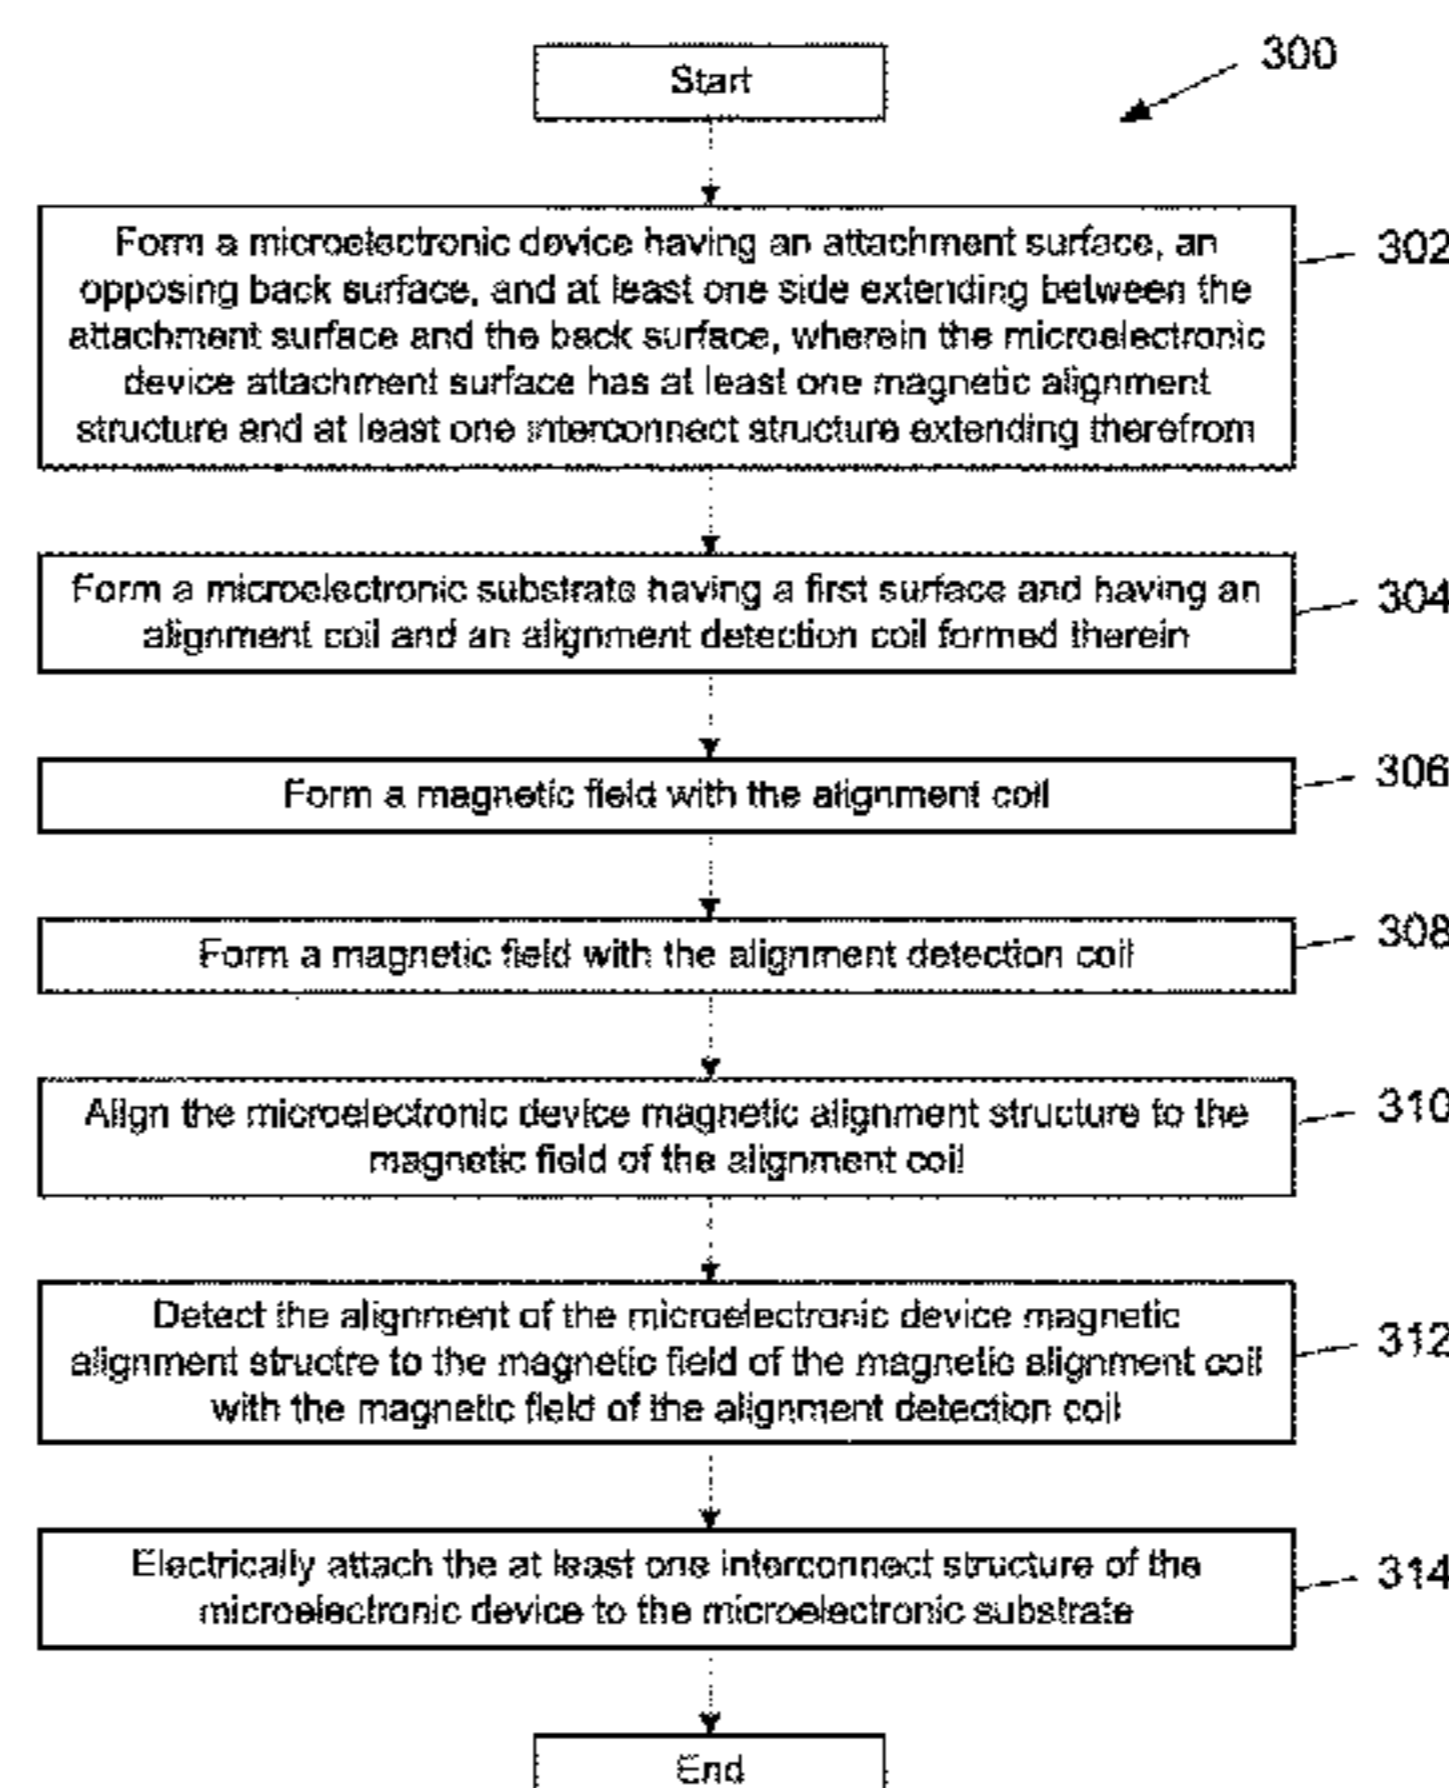 Start
300
Form a microelectronic device having an attachment surface, an
opposing back surface, and at least one side extending between the
attachment surface and the back surface, wherein the microelectronic
device attachment surface has at least one magnetic alignment
structure and at least one interconnect structure extending therefrom
302
Form a microelectronic substrate having a first surface and having an
alignment coil and an alignment detection coil formed therein
304
Form a magnetic field with the alignment coil
306
Form a magnetic field with the alignment detection coil
308
Align the microelectronic device magnetic alignment structure to the
magnetic field of the alignment coil
310
Detect the alignment of the microelectronic device magnetic
alignment structre to the magnetic field of the magnetic alignment coil
with the magnetic field of the alignment detection coil
312
Electrically attach the at least one interconnect structure of the
microelectronic device to the microelectronic substrate
314
End